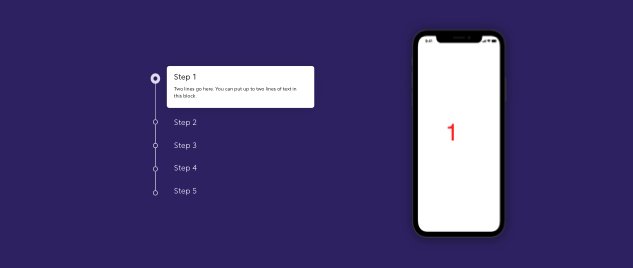 Step 1
Two lines go here. You can put up to two lines of text in
this block.
Step 2
Step 3
Step 4
Step 5
9:41
1